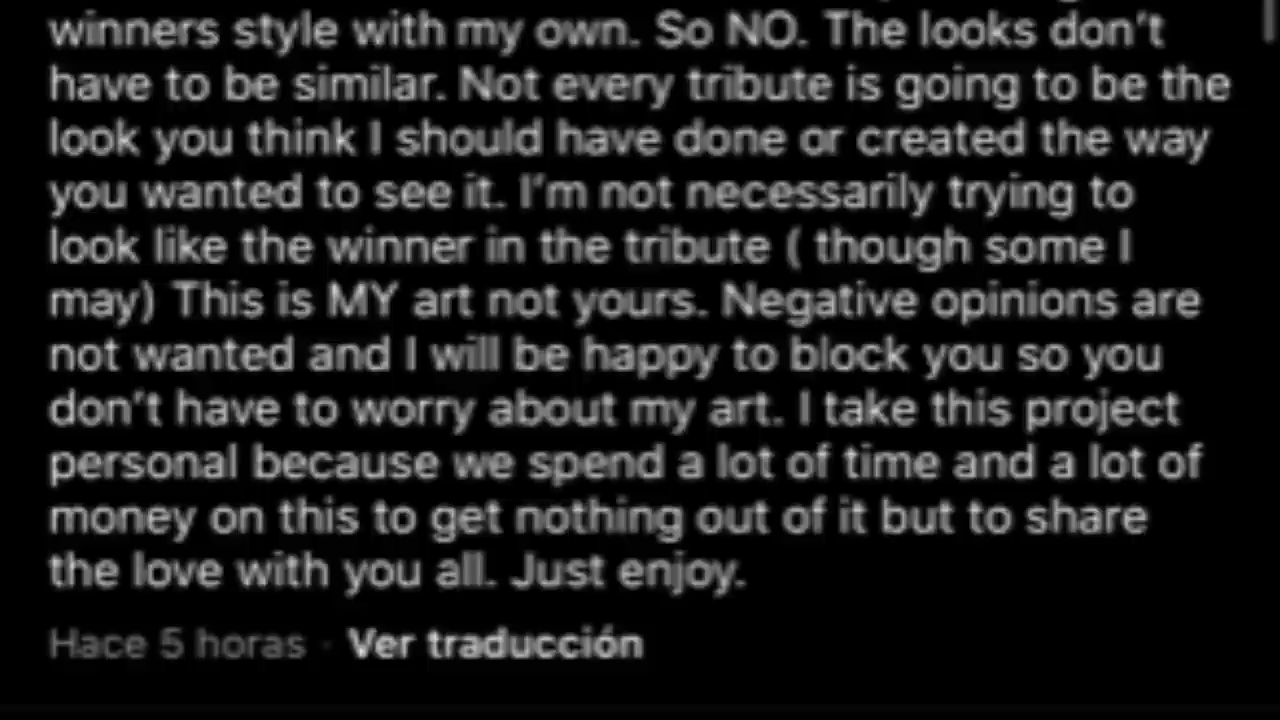 winners style with my own. So NO. The looks don't
have to be similar. Not every tribute is going to be the
look you think I should have done or created the way
you wanted to see it. I'm not necessarily trying to
look like the winner in the tribute ( though some I
may) This is MY art not yours. Negative opinions are
not wanted and I will be happy to block you so you
don't have to worry about my art. I take this project
personal because we spend a lot of time and a lot of
money on this to get nothing out of it but to share
the love with you all. Just enjoy.
Hace 5 horas · Ver traducción